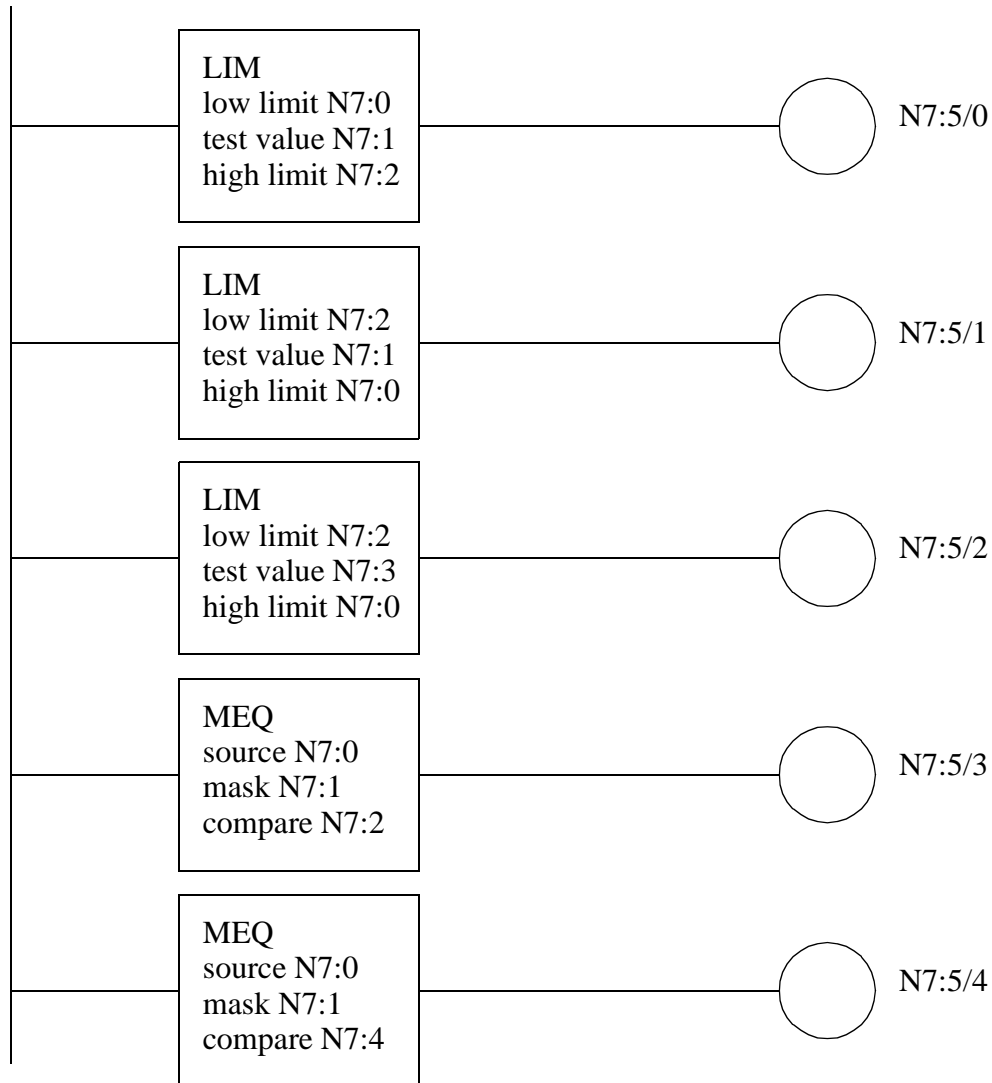 LIM
low limit N7:0
test value N7:1
high limit N7:2
N7:5/0
LIM
low limit N7:2
test value N7:1
high limit N7:0
N7:5/1
LIM
low limit N7:2
test value N7:3
high limit N7:0
N7:5/2
MEQ
source N7:0
mask N7:1
compare N7:2
N7:5/3
MEQ
source N7:0
mask N7:1
compare N7:4
N7:5/4